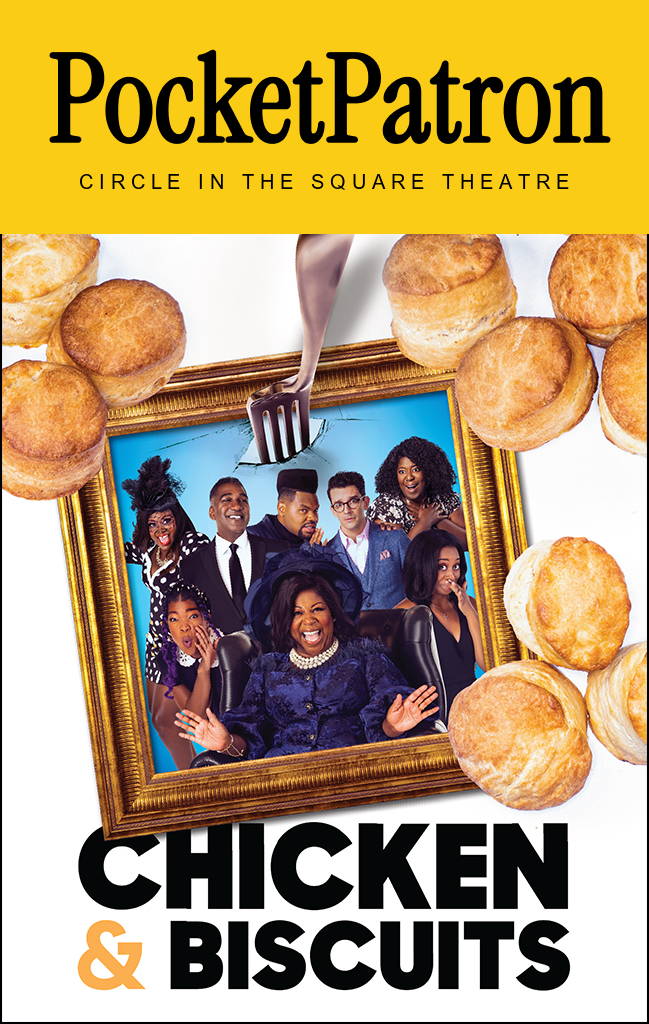 PocketPatron
CIRCLE IN THE SQUARE THEATRE
CHICKEN
& BISCUITS